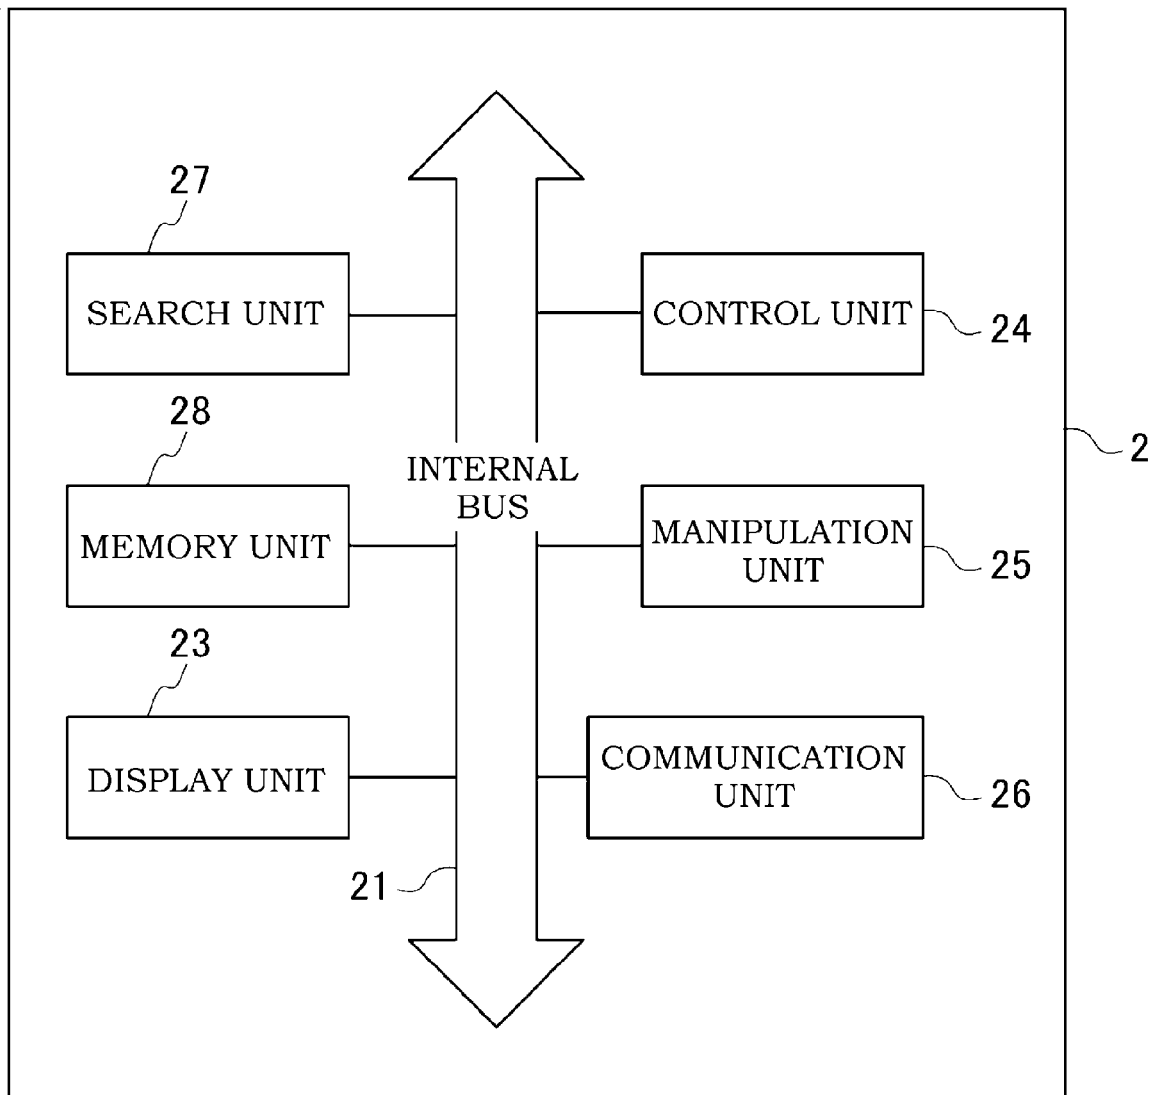 27
SEARCH UNIT
CONTROL UNIT
24
28
2
INTERNAL
BUS
MEMORY UNIT
MANIPULATION
UNIT
25
23
DISPLAY UNIT
COMMUNICATION
UNIT
26
21